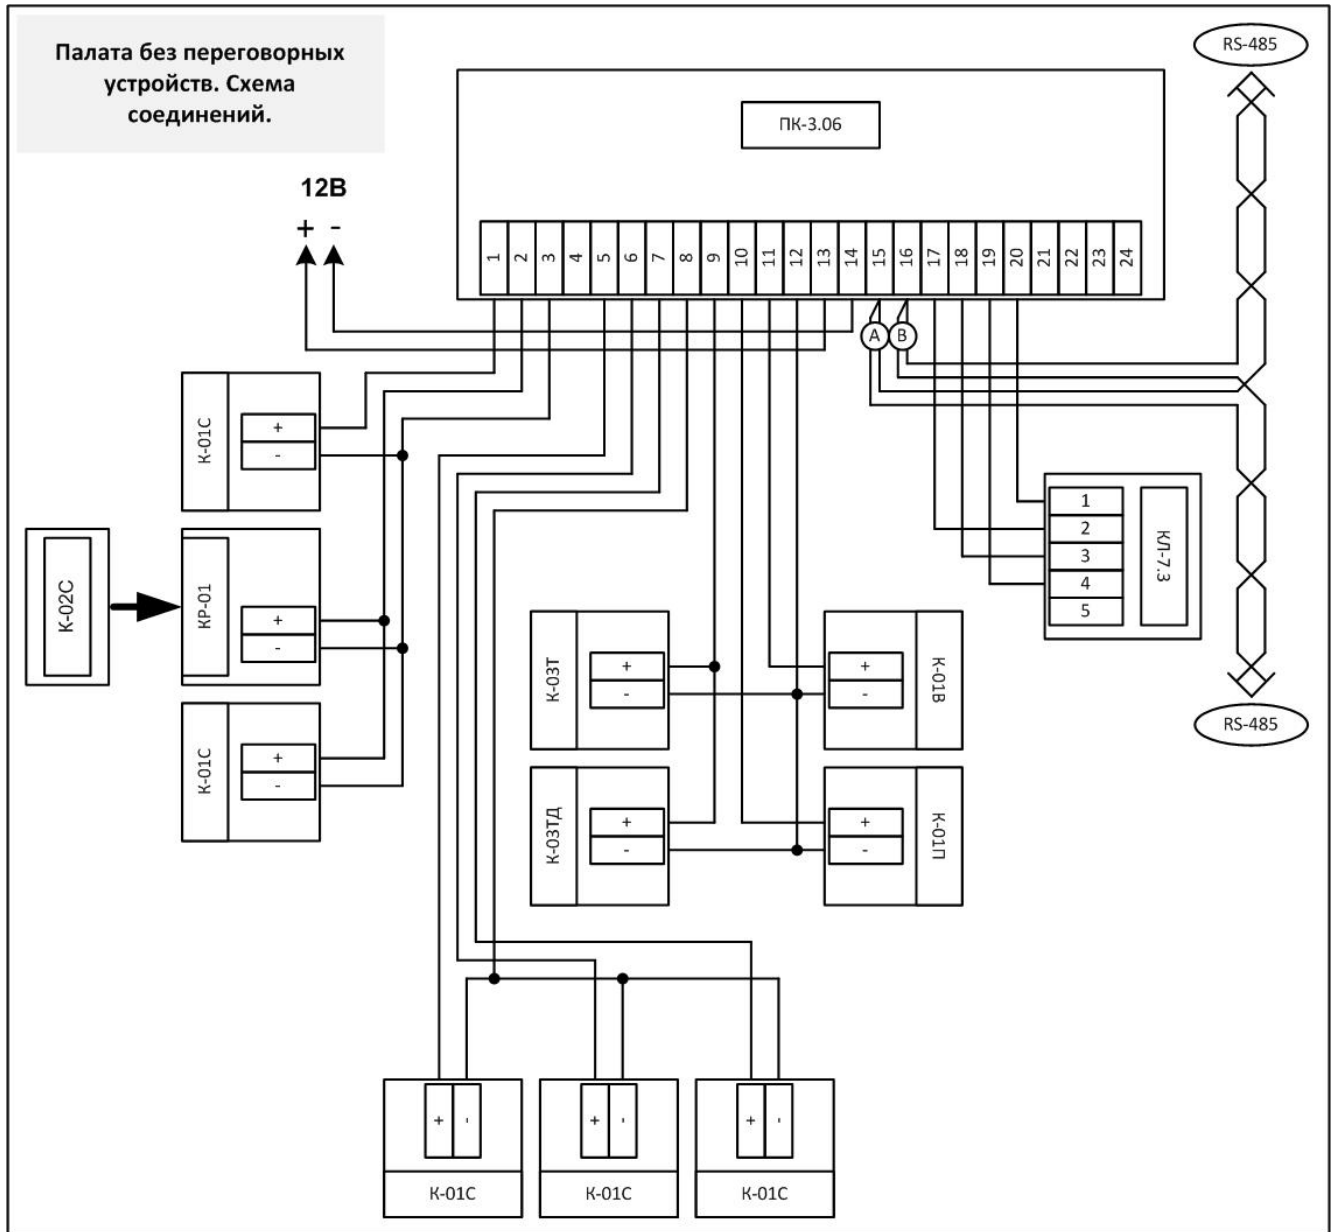 Палата без переговорных
устройств. Схема
соединений.
RS-485
ПК-3.06
12В
+ -
1 2 3 4 5 6 7 8 9 10 11 12 13 14 15 16 17 18 19 20 21 22 23 24
A B
К-01С
+
-
К-02С
КР-01
+
-
К-01С
+
-
1
2
3
4
5
КЛ-7.3
К-03Т
+
-
+
-
К-01В
К-03ТД
+
-
+
-
К-01П
RS-485
+ -
+ -
+ -
К-01С
К-01С
К-01С